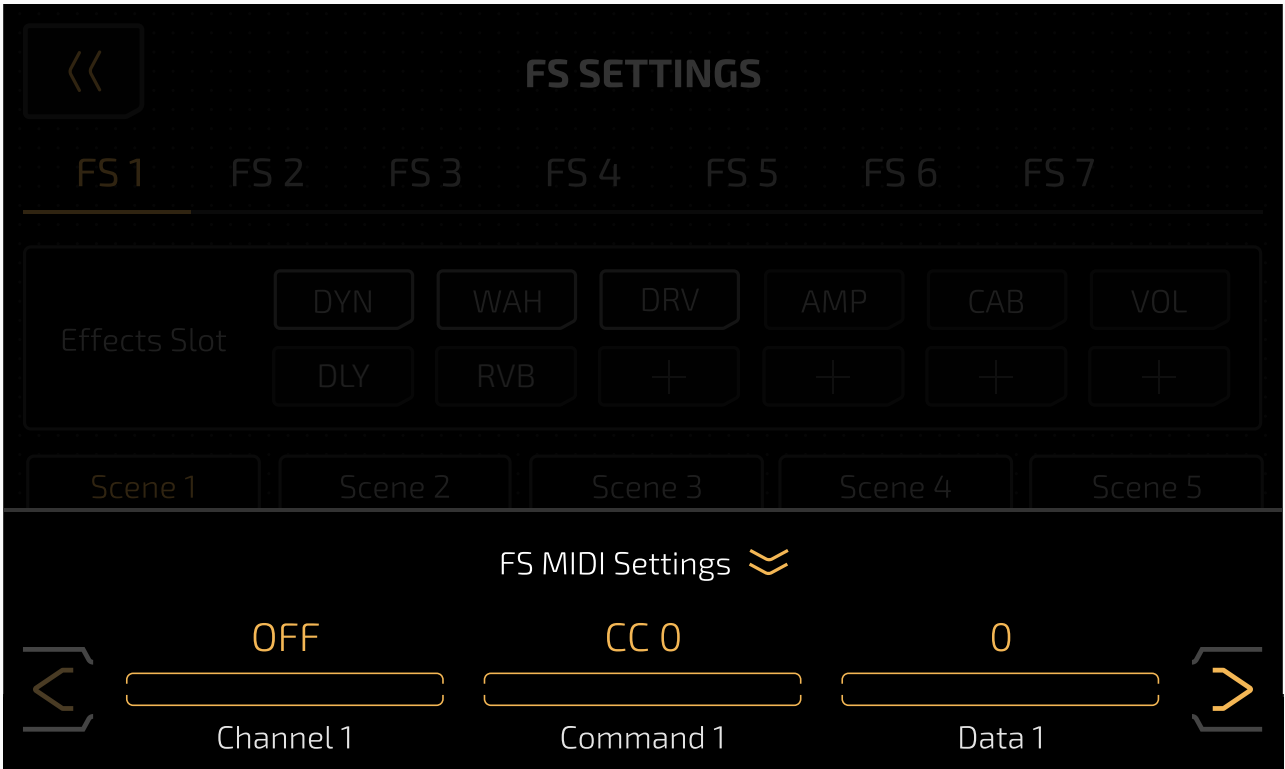 FS SETTINGS
FS 1 FS 2 FS 3 FS 4 FS 5 FS 6 FS 7
DYN WAH DRV AMP CAB VOL
Effects Slot
DLY RVB + + + +
Scene 1 Scene 2 Scene 3 Scene 4 Scene 5
FS MIDI Settings
OFF CC 0 0
Channel 1 Command 1 Data 1